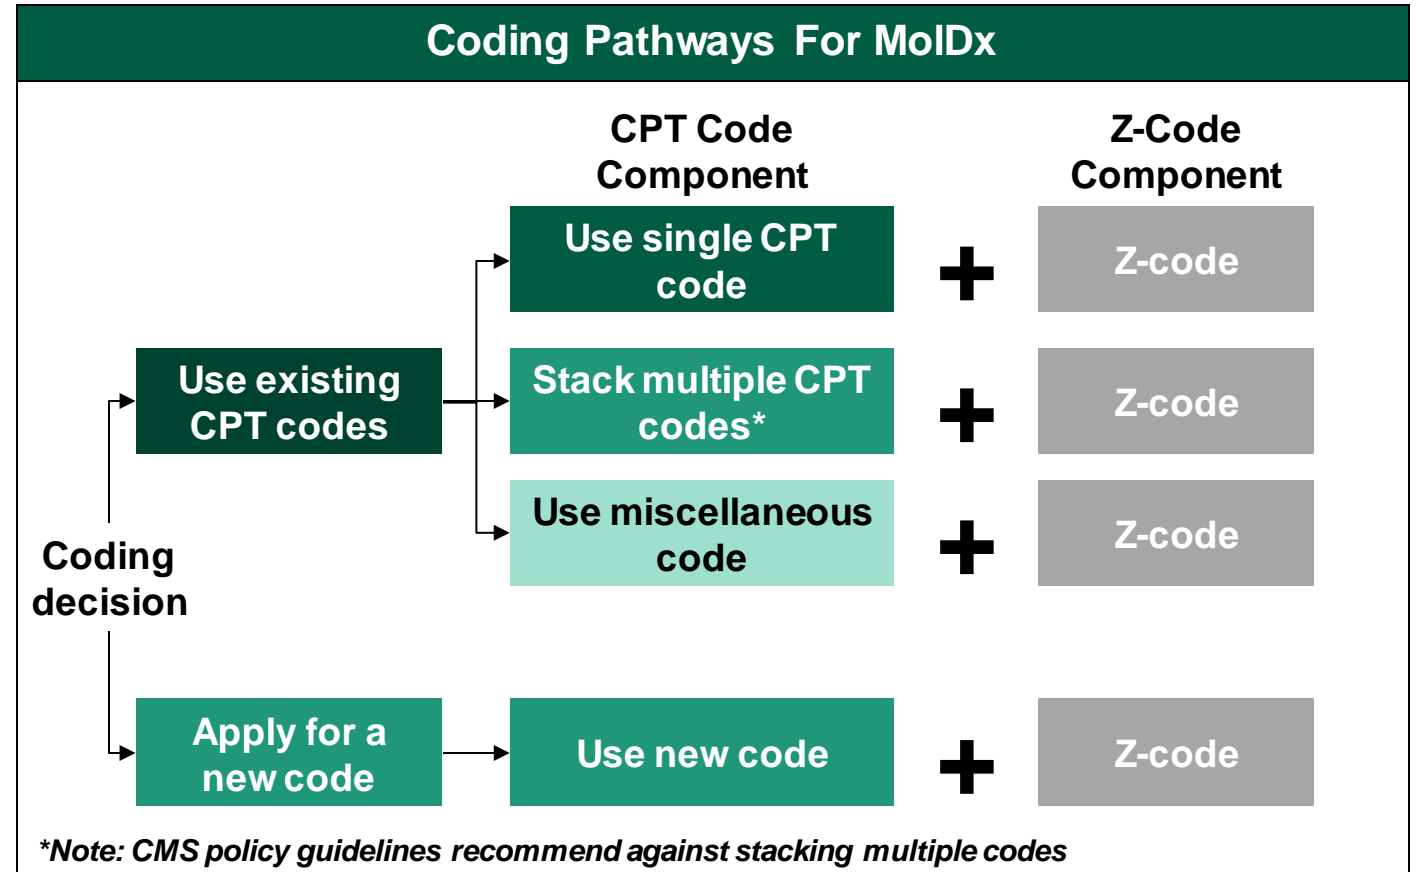 Coding Pathways For MolDx
CPT Code
Component
Z-Code
Component
Use single CPT
code
+
Z-code
Use existing
CPT codes
Stack multiple CPT
codes*
+
Z-code
Use miscellaneous
code
+
Z-code
Coding
decision
Apply for a
new code
Use new code
+
Z-code
*Note: CMS policy guidelines recommend against stacking multiple codes